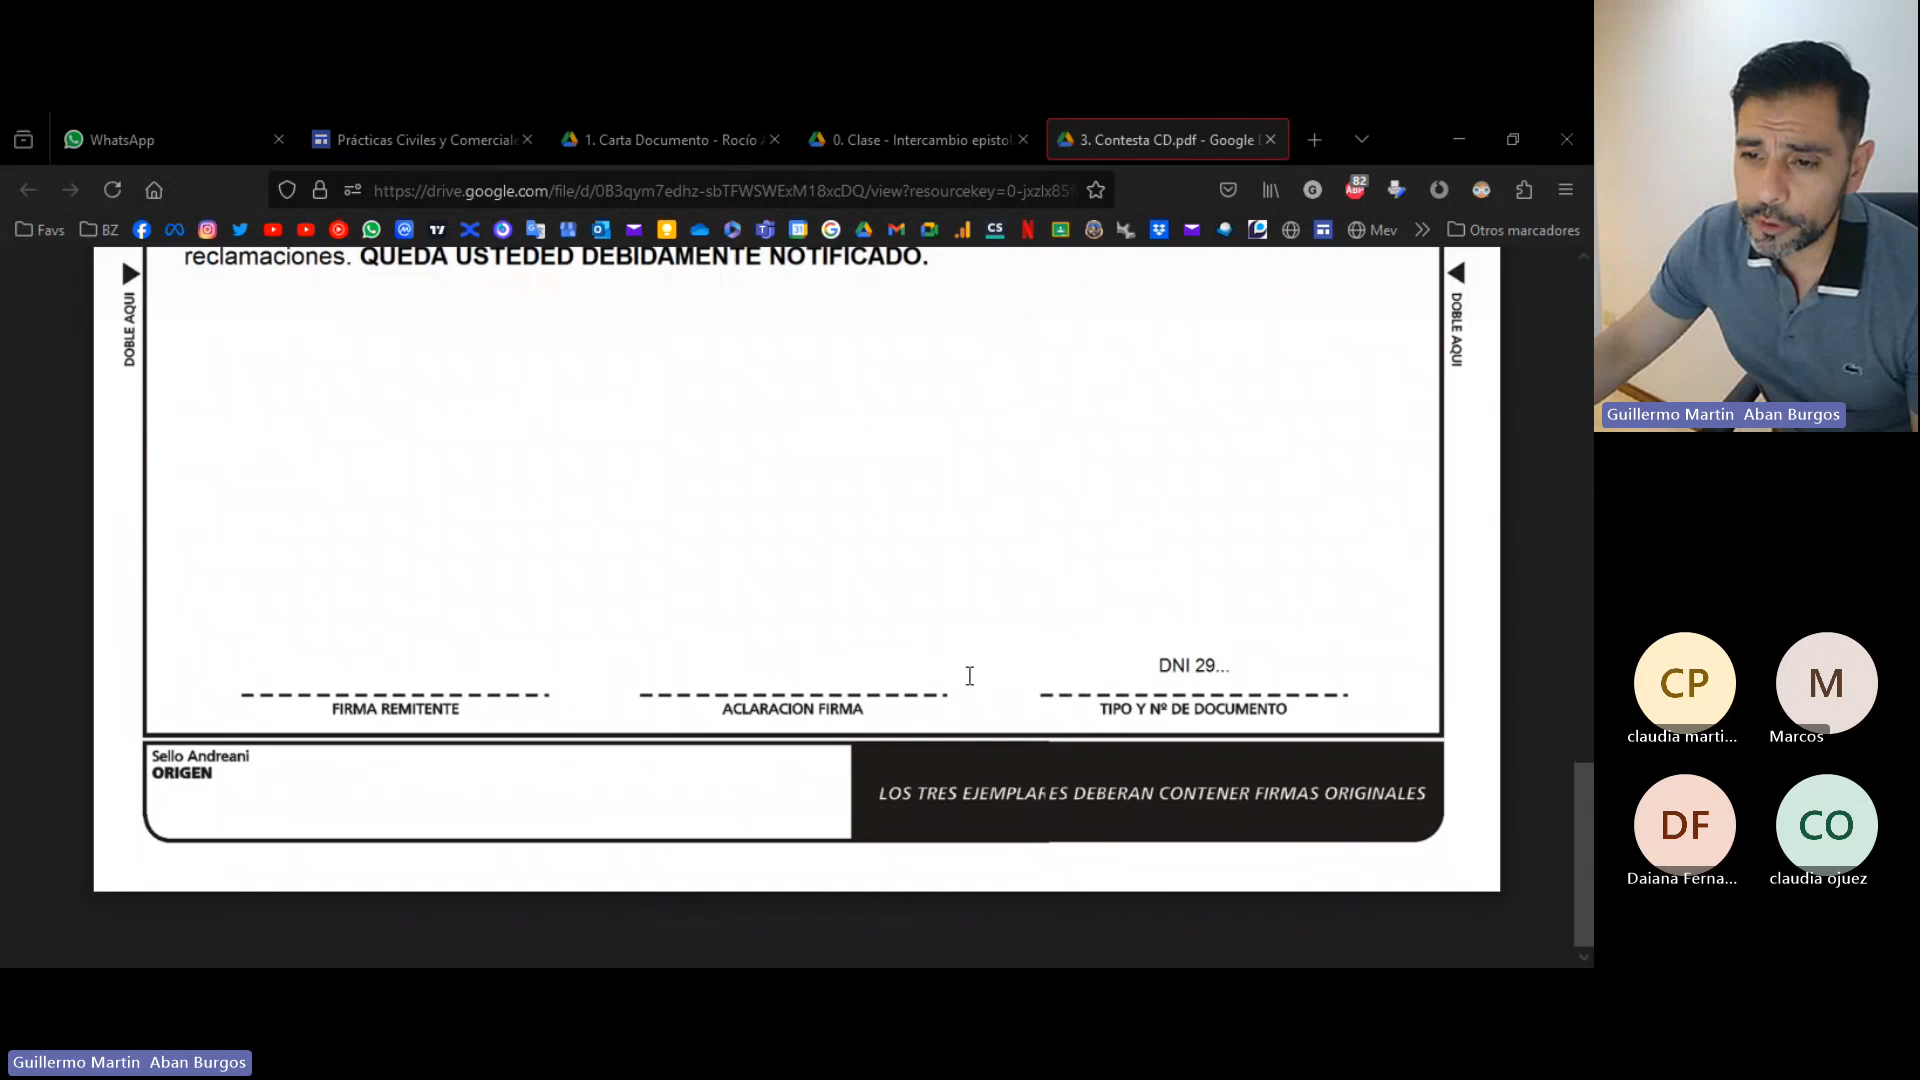 WhatsApp
Prácticas Civiles y Comerciale
1. Carta Documento - Rocío
0. Clase - Intercambio epistol
3. Contesta CD.pdf - Google
https://drive.google.com/file/d/0B3qym7edhz-sbTFWSWExM18xcDQ/view?resourcekey=0-jxzlx85f
82
ABP
Favs
BZ
CS
Mev
Otros marcadores
reclamaciones. QUEDA USTEDED DEBIDAMENTE NOTIFICADO.
DOBLE AQUI
DOBLE AQUI
DNI 29...
FIRMA REMITENTE
ACLARACION FIRMA
TIPO Y Nº DE DOCUMENTO
Sello Andreani
ORIGEN
LOS TRES EJEMPLARES DEBERAN CONTENER FIRMAS ORIGINALES
Guillermo Martin Aban Burgos
CP
claudia marti...
M
Marcos
DF
Daiana Ferna...
CO
claudia ojuez
Guillermo Martin Aban Burgos